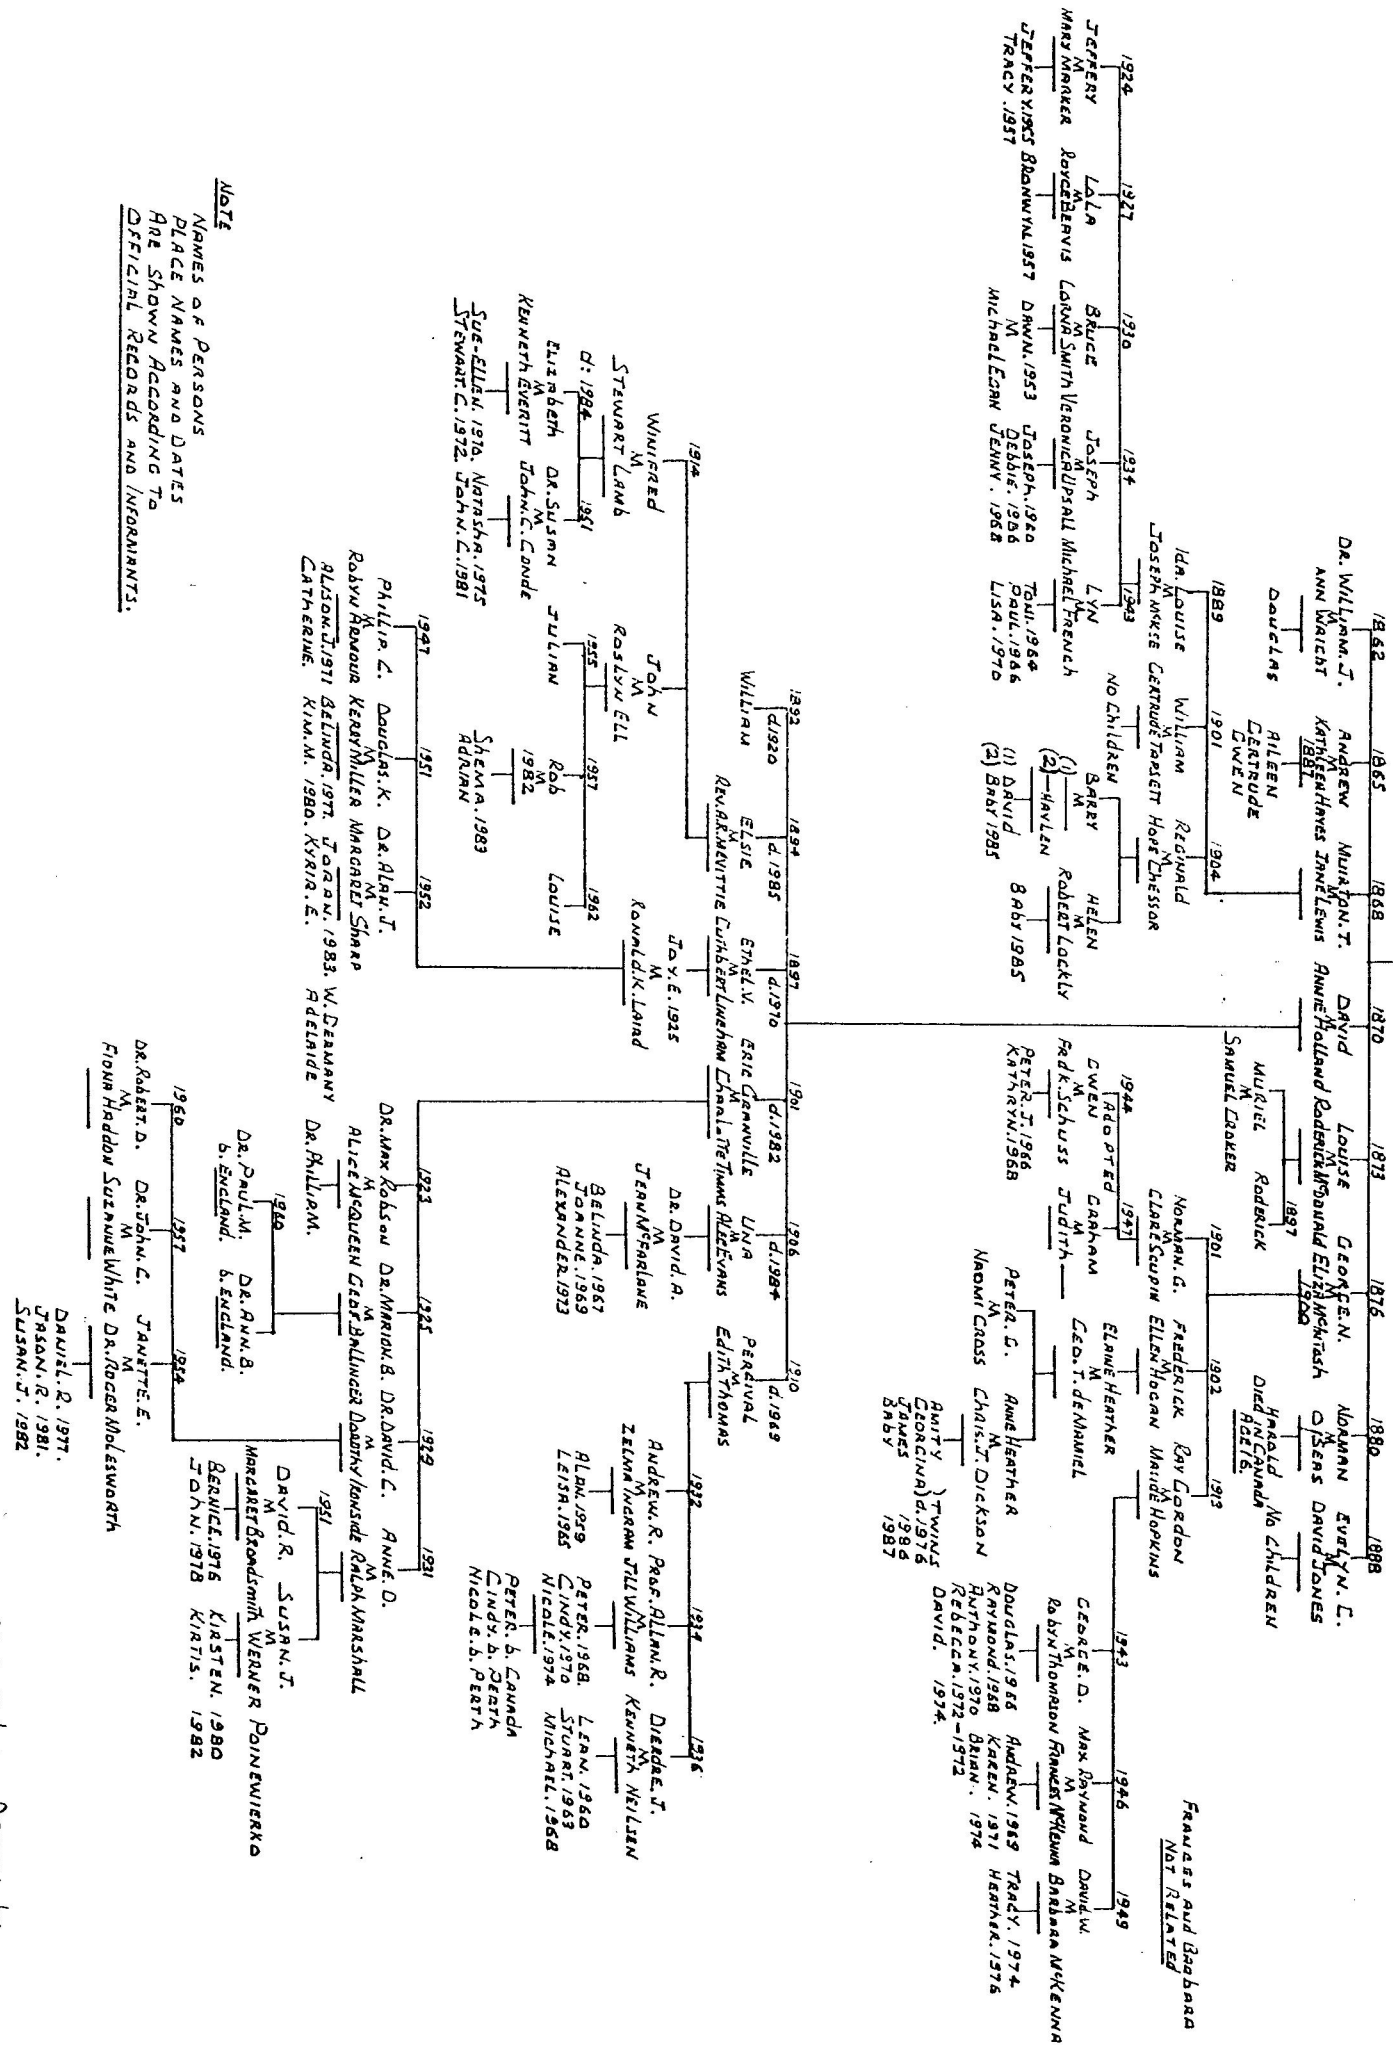 1862 1865 1868 1870 1873 1876 1880 1888
DR. WILLIAM. J. ANDREW MUIRTON. T. DAVID LOUISE GEORGE. N. NORMAN EVELYN. C.
M M M M M M M M
ANN WAICHT KATHLEEN HAYES JANE LEWIS ANNIE HOLLAND RODERICK McDONALD ELIZA McINTOSH O'SEAS DAVID JONES
1887 1900
DOUGLAS
AILEEN
GERTRUDE
GWEN
1897
MURIEL RODERICK
M
SAMUEL CROKER
HAROLD NO CHILDREN
DIED IN CANADA
AGE 16.
FRANCES AND BARBARA
NOT RELATED
1889 1901 1904.
IDA. LOUISE WILLIAM REGINALD
M M M
JOSEPH McKEE GERTRUDE TAPSETT HOPE CHESSOR
NO CHILDREN
1901 1902 1913
NORMAN. G. FREDERICK RAY GORDON
M M M
CLARE SCUPIN ELLEN HOGAN MAISIE HOPKINS
1924 1927 1930 1934 1943
JEFFERY LOLA BRUCE JOSEPH LYN
M M M M M
MARY MARKER ROYCE BEAVIS LORNA SMITH VERONICA UPSALL MICHAEL FRENCH
JEFFERY. 1955 BRONWYN. 1957 DAWN. 1953 JOSEPH. 1960 TONI. 1964
TRACY. 1957 M DEBBIE. 1966 PAUL. 1966
MICHAEL EGAN JENNY. 1968 LISA. 1970
BARRY HELEN
M M
(1) ROBERT LOCKLY
(2) — HAYLEN
(1) DAVID BABY 1985
(2) BABY 1985
1944 ADOPTED 1947
GWEN GRAHAM
M M
FRDK. SCHUSS JUDITH —
PETER. J. 1966
KATHRYN. 1968
ELAINE HEATHER
M
GEO. T. DE NAMIEL
PETER. G. ANNE HEATHER
M M
NAOMI CROSS CHRIS. J. DICKSON
AMITY ) TWINS
GEORGINA) d. 1976
JAMES 1986
BABY 1987
1943 1946 1949
GEORGE. D. MAX RAYMOND DAVID. W.
M M M
ROBYN THOMPSON FRANCES McKENNA BARBARA McKENNA
DOUGLAS. 1966 ANDREW. 1969 TRACY. 1974
RAYMOND. 1968 KAREN. 1971 HEATHER. 1976
ANTHONY. 1970 BRIAN. 1974
REBECCA. 1972-1972
DAVID. 1974.
1892 1894 1897 1901 1906 1910
d 1920 d. 1985 d. 1970 d. 1982 d. 1984 d. 1969
WILLIAM ELSIE ETHEL. V. ERIC GRANVILLE LINA PERCIVAL
M M M M M
REV. A. R. NEVITTIE CUTHBERT LINEHAM TIMMS ALEC EVANS EDITH THOMAS
1914
WINIFRED JOHN
M M
STEWART LAMB ROSLYN ELL
d: 1984 1951
ELIZABETH DR. SUSAN
M M
KENNETH EVERITT JOHN. C. CONDE
SUE-ELLEN. 1970. NATASHA. 1975
STEWART. C. 1972. JOHN. C. 1981
1955 1957 1962
JULIAN ROB LOUISE
M
1982
SHEMA. 1983
ADRIAN
JOY. E. 1925
M
RONALD. K. LAIRD
1947 1951 1952
PHILLIP. C. DOUGLAS. K. DR. ALAN. J.
M M M
ROBYN ARMOUR KERRY MILLER MARGARET SHARP
ALISON. J. 1971 BELINDA. 1977. JORAN. 1983. W. GERMANY
CATHERINE. KIM. M. 1980. KYRIR. E. ADELAIDE
DR. DAVID. A.
M
JEAN McFARLANE
BELINDA. 1967
JOANNE. 1969
ALEXANDER. 1973
1932 1934 1936
ANDREW. R. PROF. ALLAN. R. DIERDRE. J.
M M M
ZELMA INGRAM JILL WILLIAMS KENNETH NEILSEN
ALAN. 1959 PETER. 1968. LEAN. 1960
LEISA. 1965 CINDY. 1970 STUART. 1963
NICOLE. 1974 MICHAEL. 1968
PETER. b. CANADA
CINDY. b. PERTH
NICOLE. b. PERTH
1923 1925 1929 1931
DR. MAX ROBSON DR. MARION. B. DR. DAVID. C. ANNE. D.
M M M M
ALICE McQUEEN GEOF. BALLINGER DOROTHY IRONSIDE RALPH MARSHALL
DR. PHILLIP. M.
1960
DR. PAUL. M. DR. ANN. B.
b. ENGLAND. b. ENGLAND.
1951
DAVID. R. SUSAN. J.
M M
MARGARET BROADSMITH WERNER POINEWIERKO
BERNICE. 1976 KIRSTEN. 1980
JOHN. 1978 KIRTIS. 1982
1960 1957 1954
DR. ROBERT. D. DR. JOHN. C. JANETTE. E.
M M M
FIONA HADDON SUZANNE WHITE DR. ROGER MOLESWORTH
DANIEL. R. 1977.
JASON. R. 1981.
SUSAN. J. 1982
NOTE
NAMES OF PERSONS
PLACE NAMES AND DATES
ARE SHOWN ACCORDING TO
OFFICIAL RECORDS AND INFORMANTS.